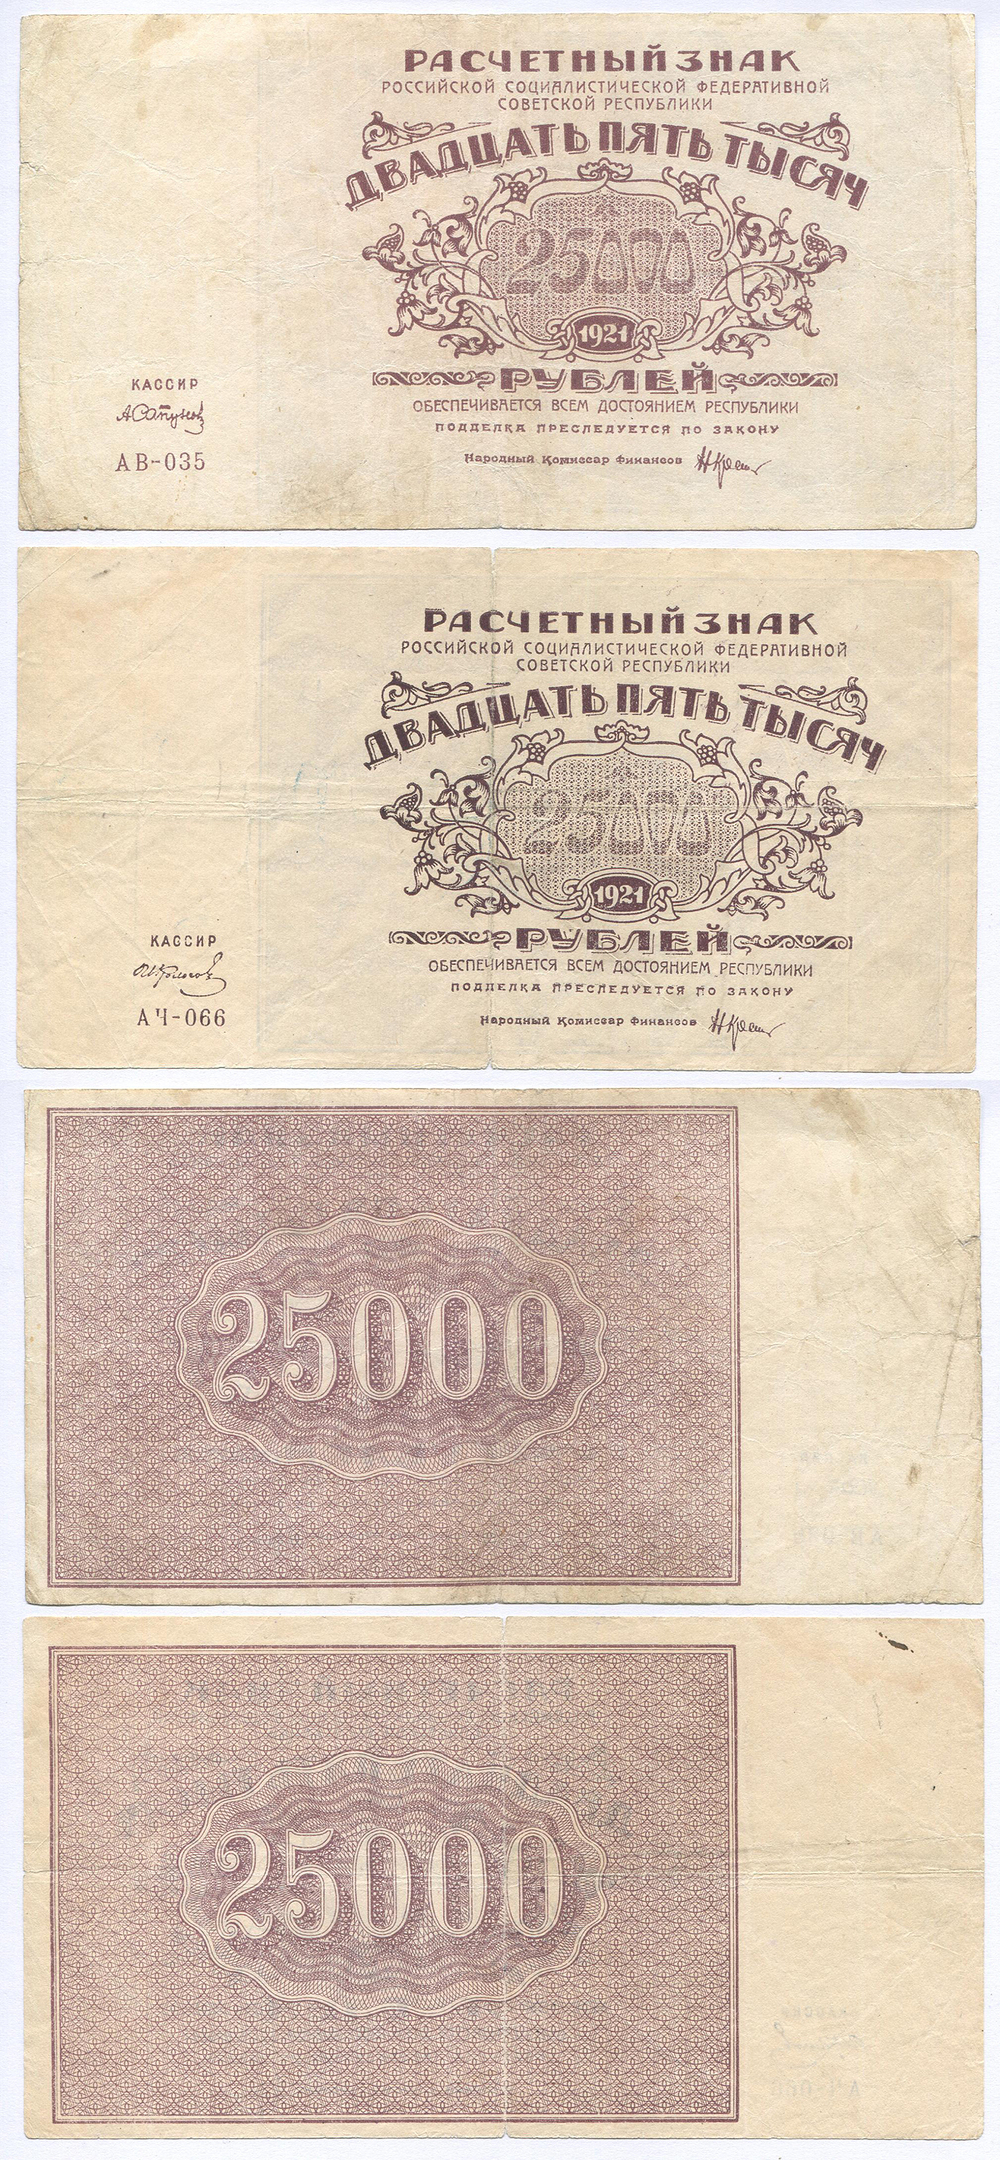 РАСЧЕТНЫЙ ЗНАК
РОССИЙСКОЙ СОЦИАЛИСТИЧЕСКОЙ ФЕДЕРАТИВНОЙ
СОВЕТСКОЙ РЕСПУБЛИКИ
ДВАДЦАТЬ ПЯТЬ ТЫСЯЧ
25000
1921
РУБЛЕЙ
КАССИР
ОБЕСПЕЧИВАЕТСЯ ВСЕМ ДОСТОЯНИЕМ РЕСПУБЛИКИ
А Сапунов
ПОДДЕЛКА ПРЕСЛЕДУЕТСЯ ПО ЗАКОНУ
АВ-035
Народный Комиссар Финансов
РАСЧЕТНЫЙ ЗНАК
РОССИЙСКОЙ СОЦИАЛИСТИЧЕСКОЙ ФЕДЕРАТИВНОЙ
СОВЕТСКОЙ РЕСПУБЛИКИ
ДВАДЦАТЬ ПЯТЬ ТЫСЯЧ
25000
1921
РУБЛЕЙ
КАССИР
ОБЕСПЕЧИВАЕТСЯ ВСЕМ ДОСТОЯНИЕМ РЕСПУБЛИКИ
ПОДДЕЛКА ПРЕСЛЕДУЕТСЯ ПО ЗАКОНУ
АЧ-066
Народный Комиссар Финансов
25000
25000